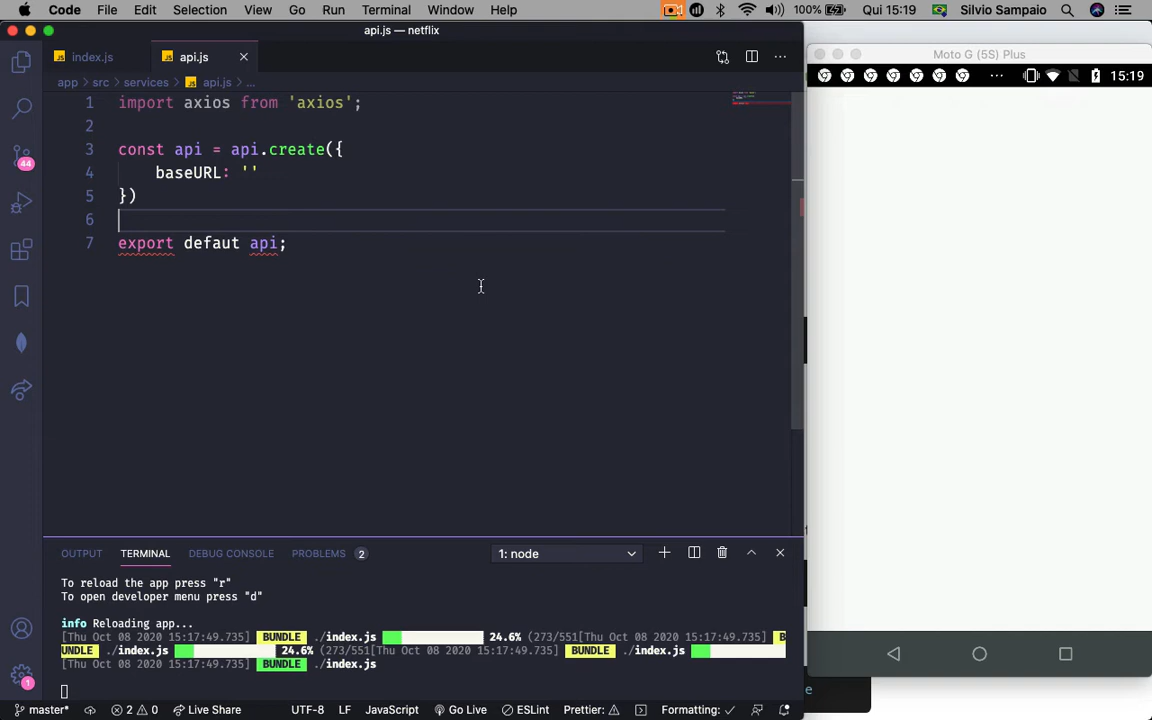 Code File Edit Selection View Go Run Terminal Window Help 100% Qui 15:19 Silvio Sampaio
api.js — netflix
Moto G (5S) Plus
index.js api.js
15:19
app › src › services › api.js › ...
1 import axios from 'axios';
2
3 const api = api.create({
4 baseURL: ''
5 })
6
7 export defaut api;
44
OUTPUT TERMINAL DEBUG CONSOLE PROBLEMS 2 1: node
To reload the app press "r"
To open developer menu press "d"
info Reloading app...
[Thu Oct 08 2020 15:17:49.735] BUNDLE ./index.js 24.6% (273/551[Thu Oct 08 2020 15:17:49.735] B
UNDLE ./index.js 24.6% (273/551[Thu Oct 08 2020 15:17:49.735] BUNDLE ./index.js
[Thu Oct 08 2020 15:17:49.735] BUNDLE ./index.js
1
master* 2 0 Live Share UTF-8 LF JavaScript Go Live ESLint Prettier: Formatting: ✓